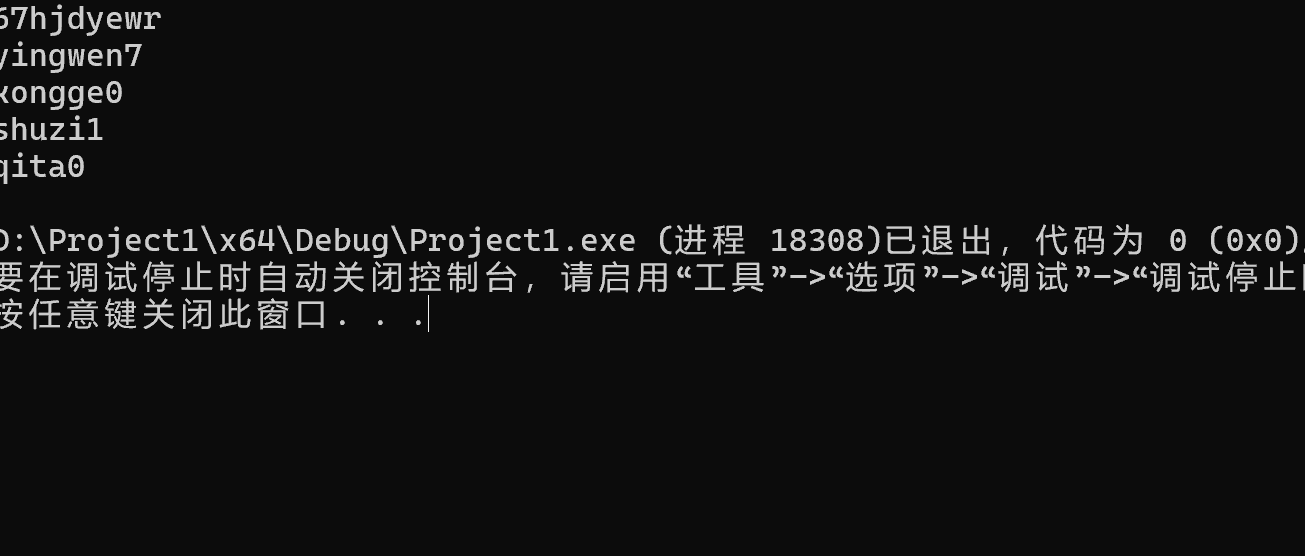 67hjdyewr
yingwen7
kongge0
shuzi1
qita0
D:\Project1\x64\Debug\Project1.exe (进程 18308)已退出，代码为 0 (0x0)。
要在调试停止时自动关闭控制台，请启用“工具”->“选项”->“调试”->“调试停止
按任意键关闭此窗口. . .